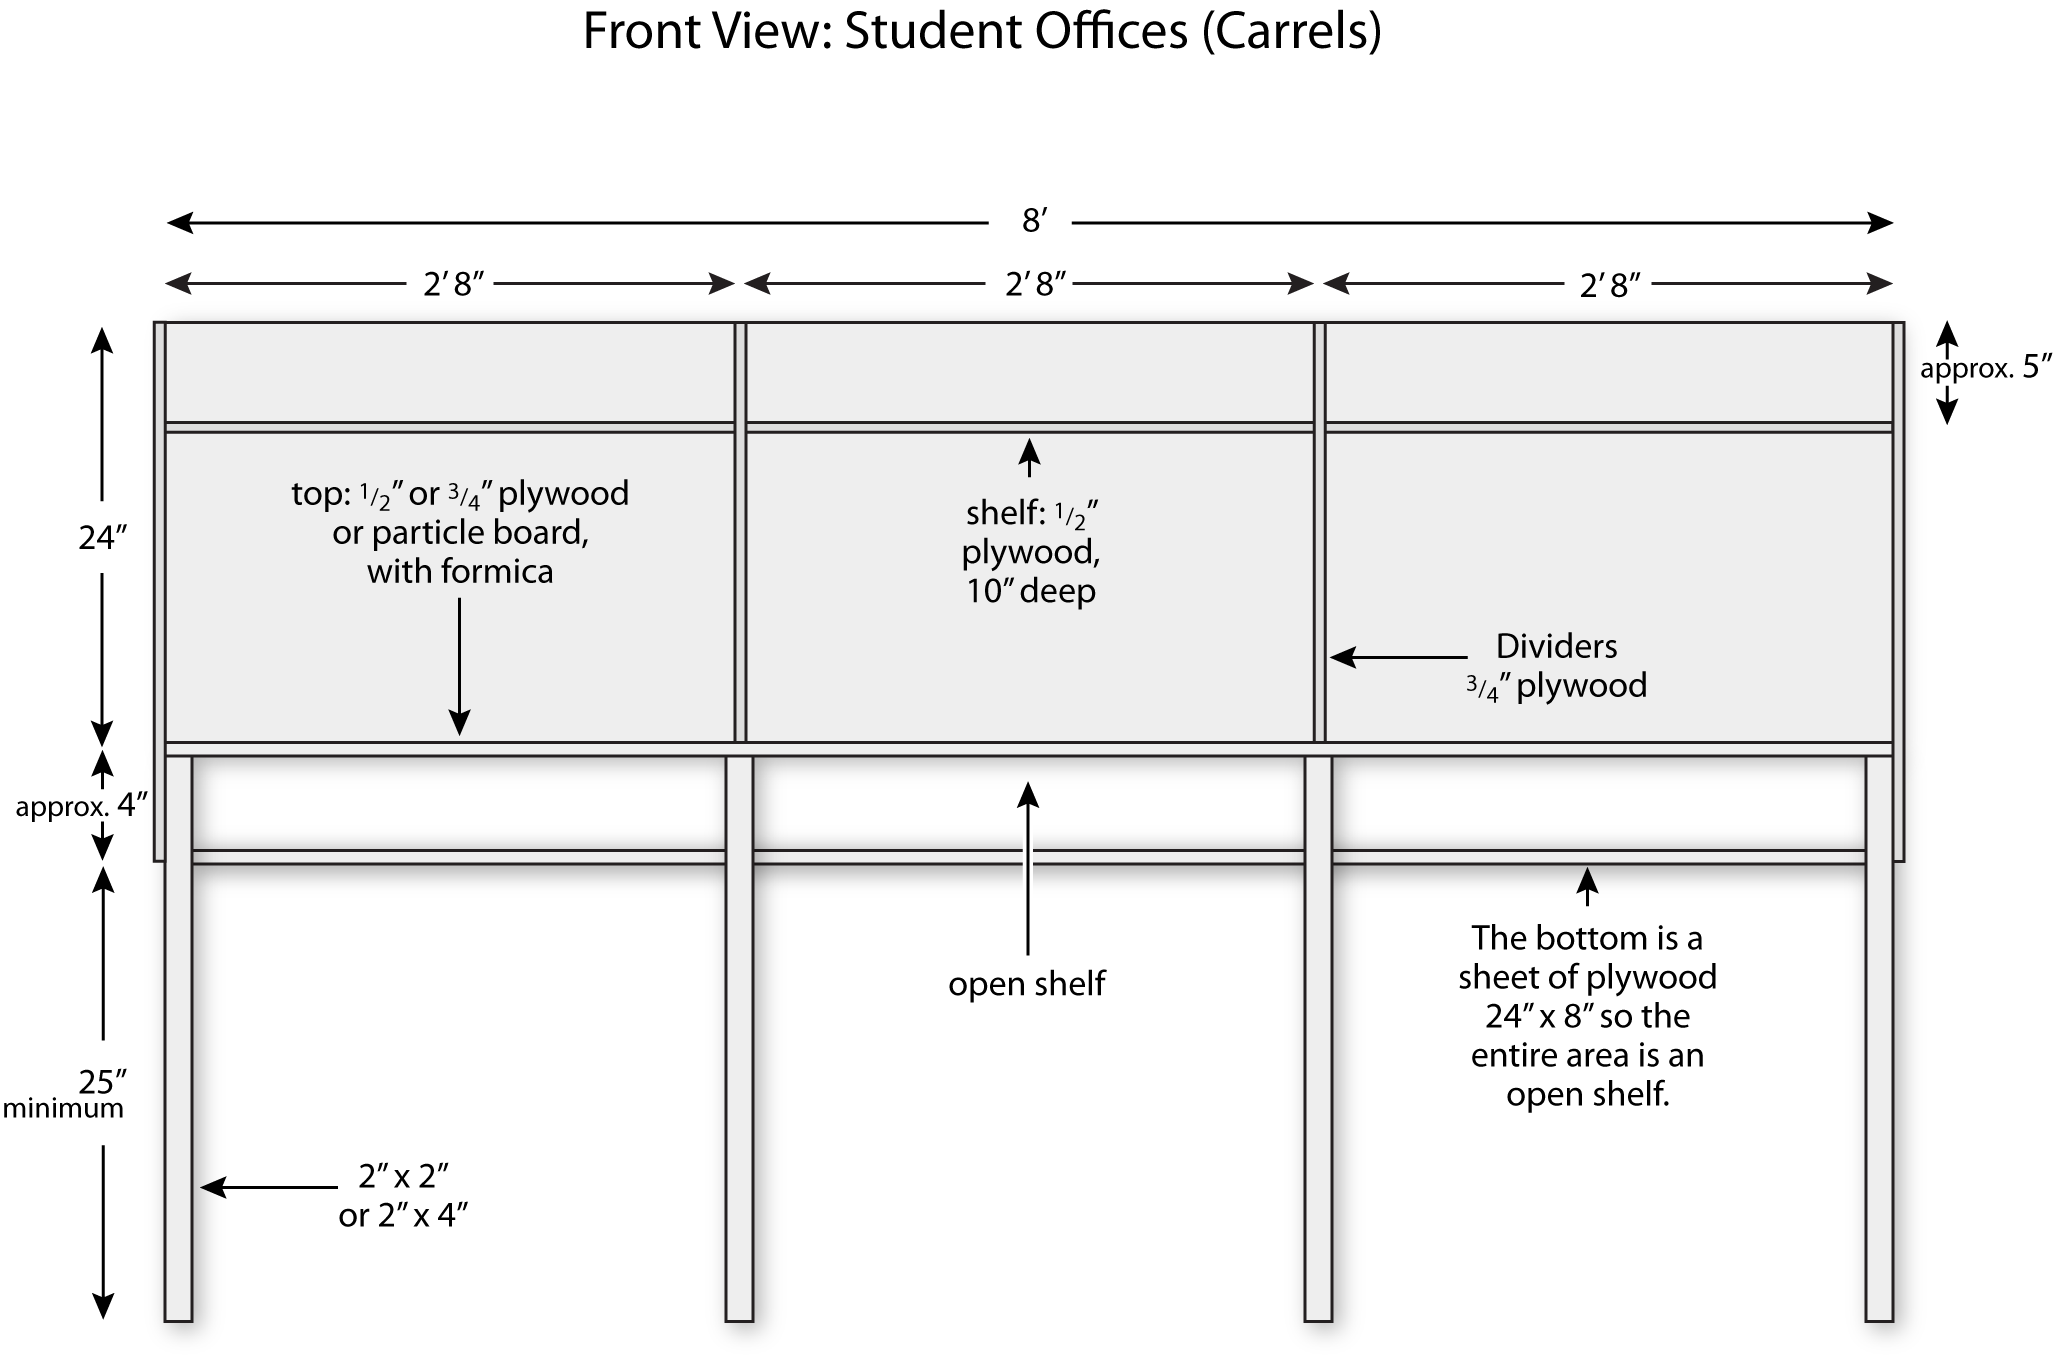 Front View: Student Offices (Carrels)
8’
2’ 8”
2’ 8”
2’ 8”
approx. 5”
24”
top: 1/2” or 3/4” plywood
or particle board,
with formica
shelf: 1/2”
plywood,
10” deep
Dividers
3/4” plywood
approx. 4”
open shelf
The bottom is a
sheet of plywood
24” x 8” so the
entire area is an
open shelf.
25”
minimum
2” x 2”
or 2” x 4”